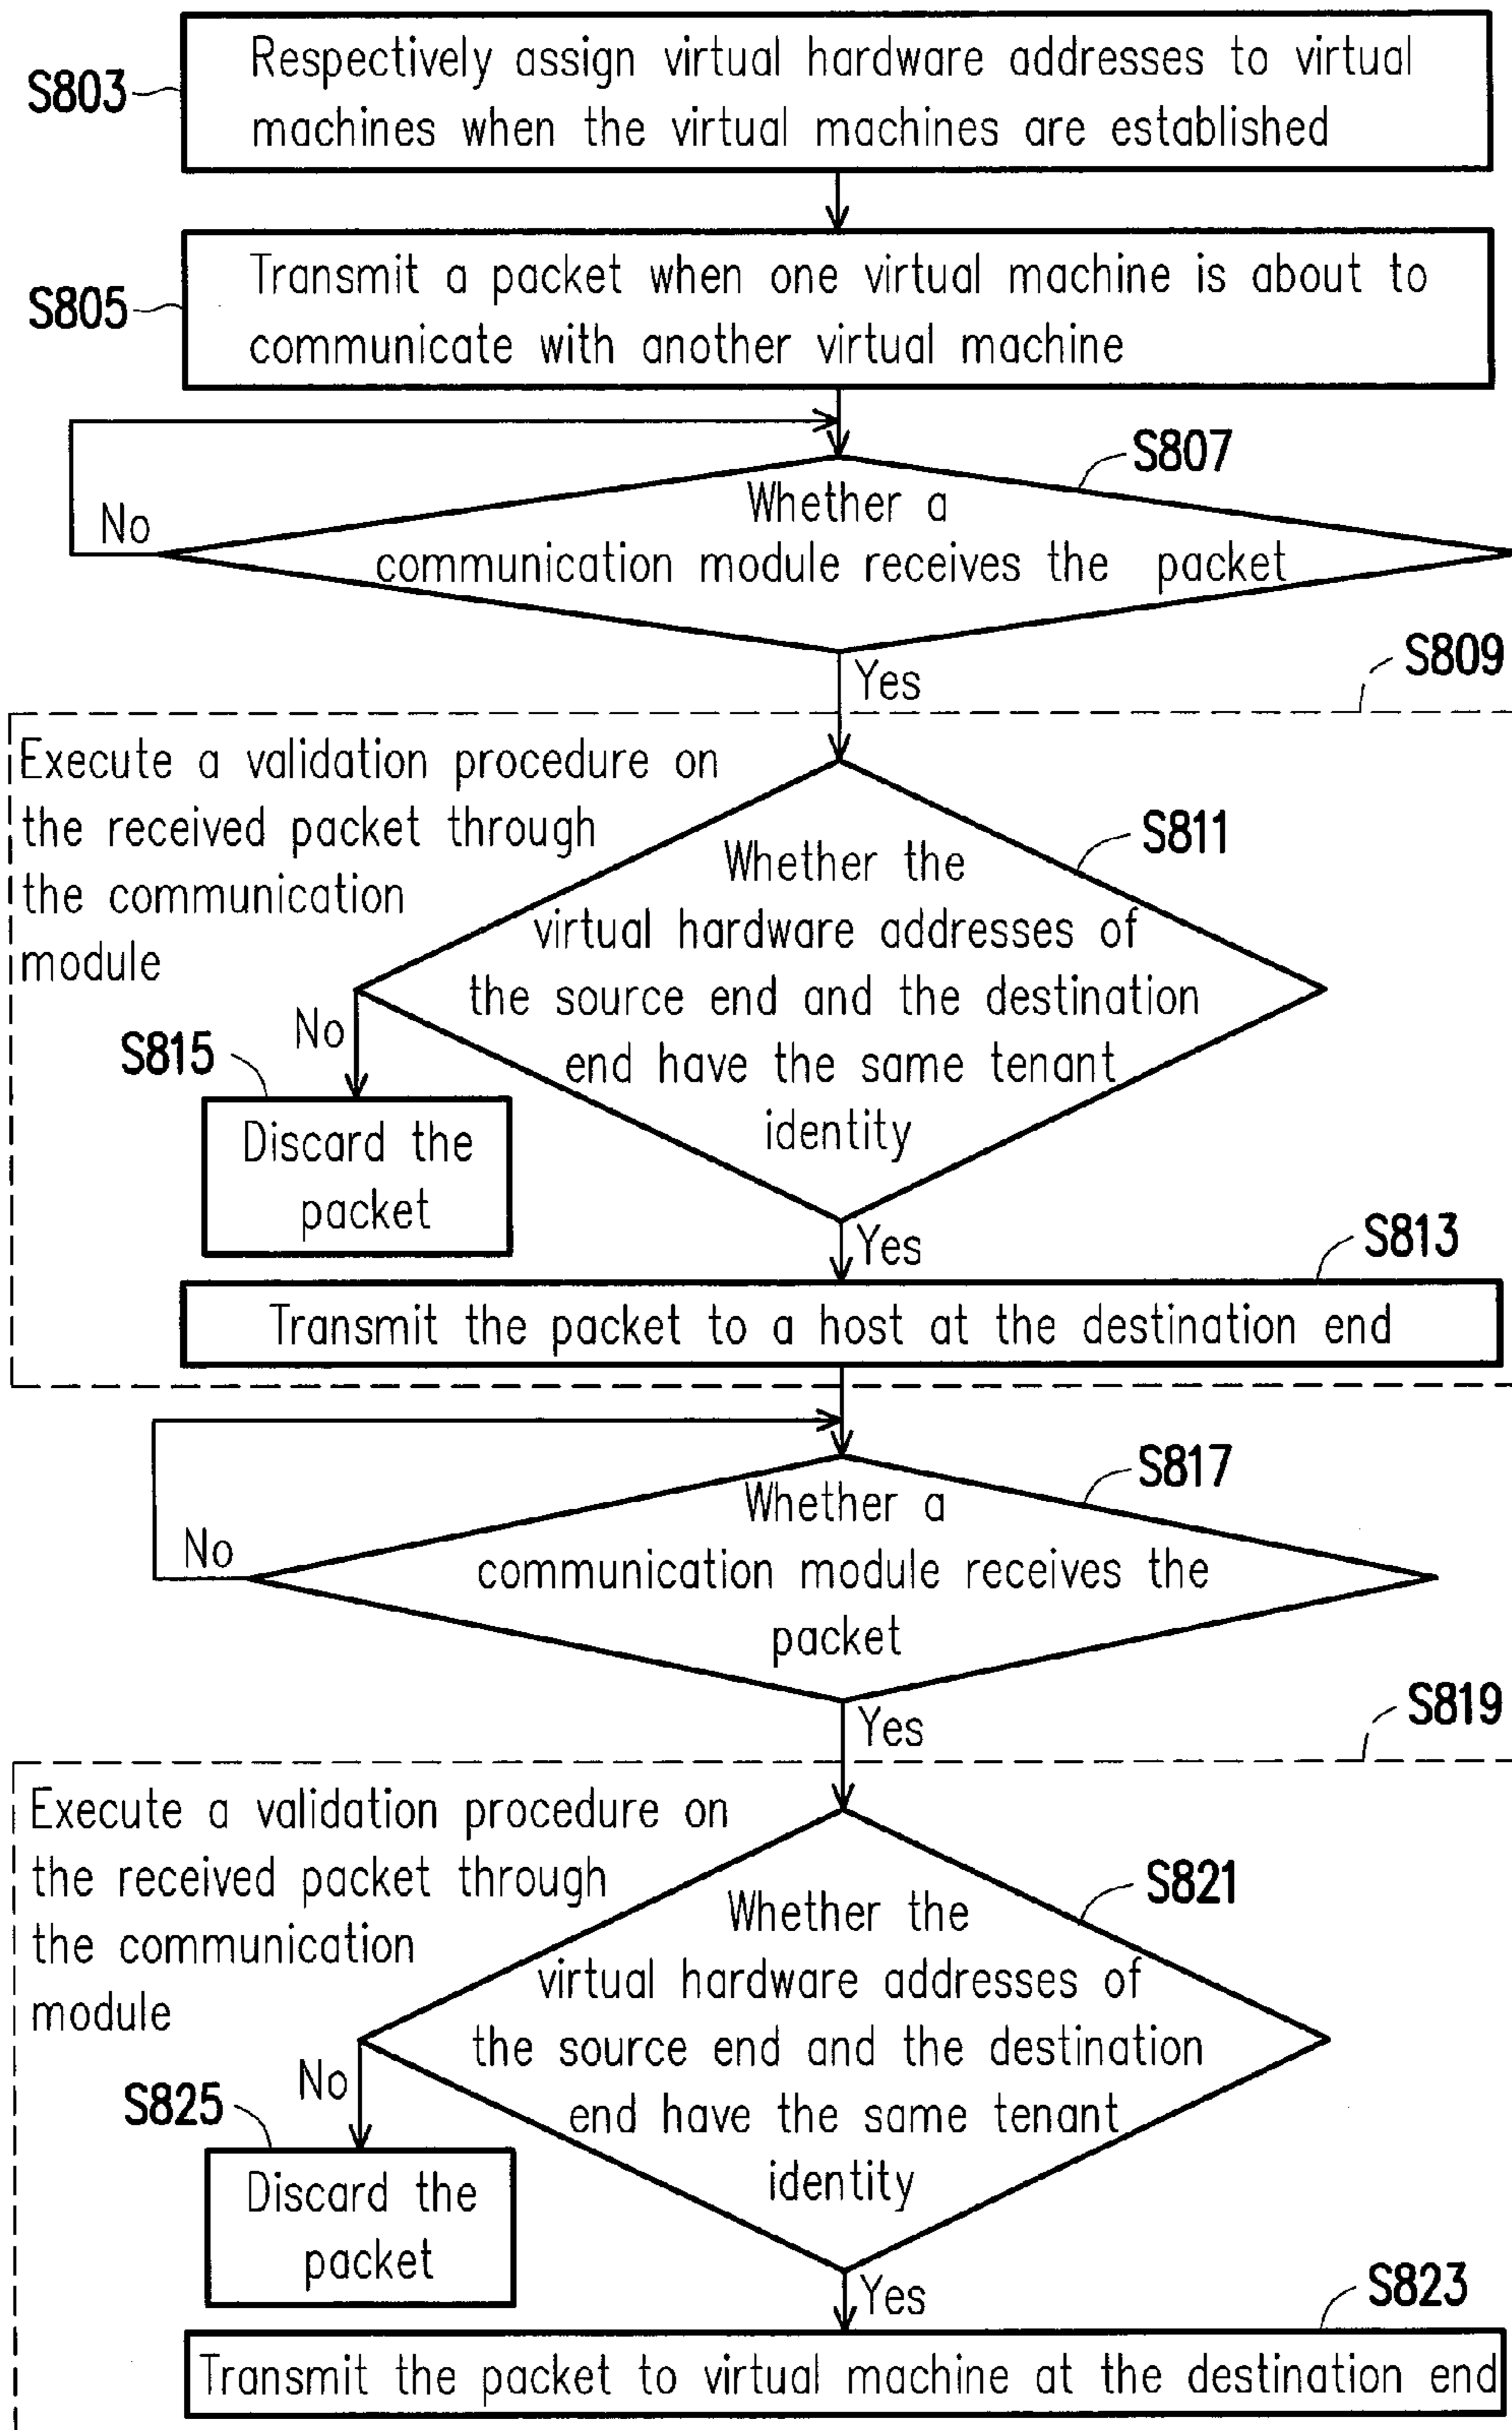 S803
Respectively assign virtual hardware addresses to virtual
machines when the virtual machines are established
S805
Transmit a packet when one virtual machine is about to
communicate with another virtual machine
S807
Whether a
communication module receives the packet
No
Yes
S809
Execute a validation procedure on
the received packet through
the communication
module
S811
Whether the
virtual hardware addresses of
the source end and the destination
end have the same tenant
identity
No
S815
Discard the
packet
Yes
S813
Transmit the packet to a host at the destination end
S817
Whether a
communication module receives the
packet
No
Yes
S819
Execute a validation procedure on
the received packet through
the communication
module
S821
Whether the
virtual hardware addresses of
the source end and the destination
end have the same tenant
identity
No
S825
Discard the
packet
Yes
S823
Transmit the packet to virtual machine at the destination end